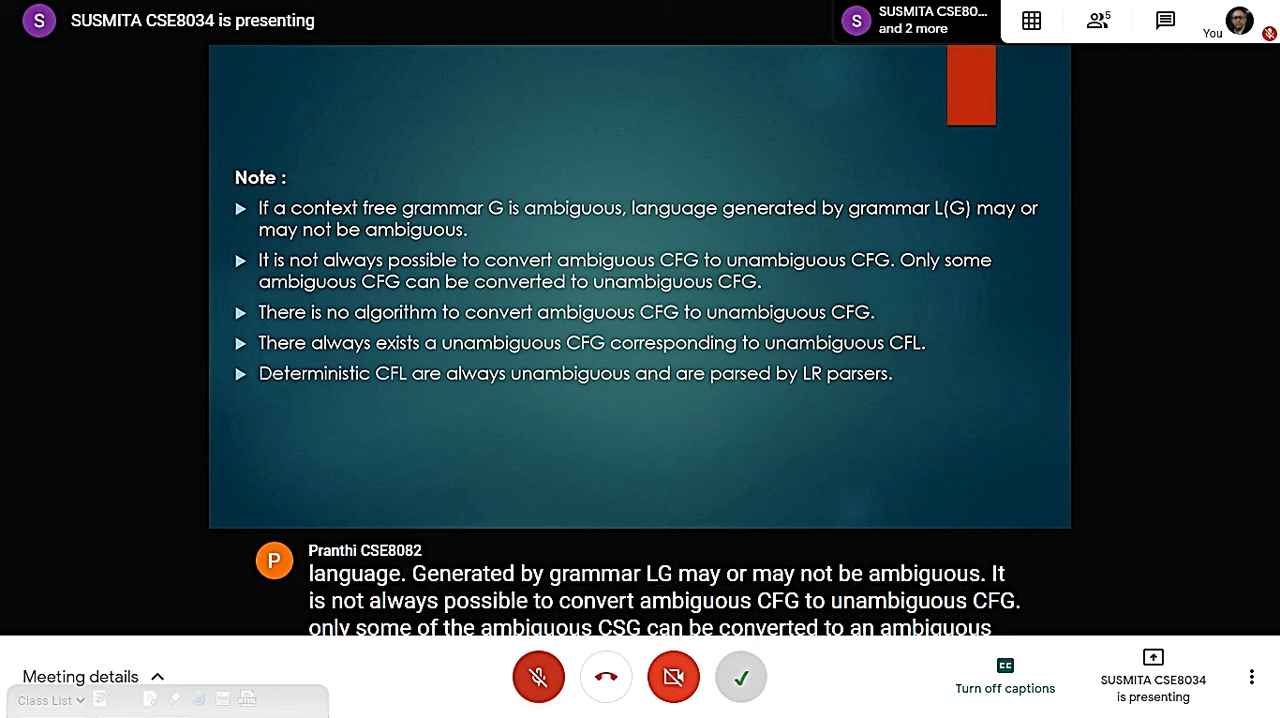 S SUSMITA CSE8034 is presenting
S SUSMITA CSE80...
and 2 more
5
You
Note :
If a context free grammar G is ambiguous, language generated by grammar L(G) may or
may not be ambiguous.
It is not always possible to convert ambiguous CFG to unambiguous CFG. Only some
ambiguous CFG can be converted to unambiguous CFG.
There is no algorithm to convert ambiguous CFG to unambiguous CFG.
There always exists a unambiguous CFG corresponding to unambiguous CFL.
Deterministic CFL are always unambiguous and are parsed by LR parsers.
P Pranthi CSE8082
language. Generated by grammar LG may or may not be ambiguous. It
is not always possible to convert ambiguous CFG to unambiguous CFG.
only some of the ambiguous CSG can be converted to an ambiguous
Meeting details
Class List
CC
Turn off captions
SUSMITA CSE8034
is presenting